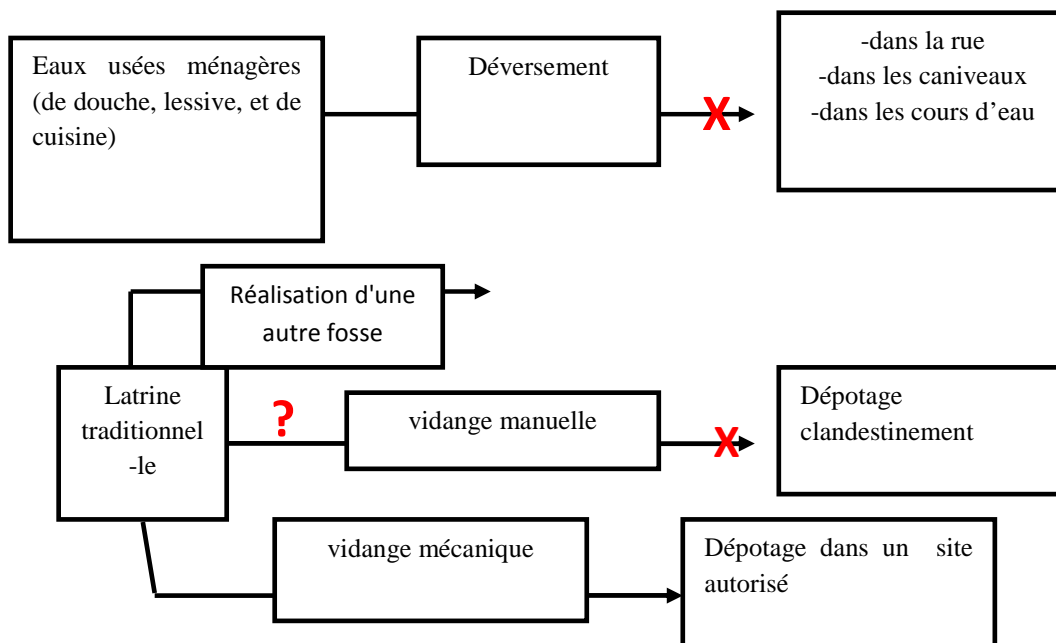 Eaux usées ménagères
(de douche, lessive, et de
cuisine)
Déversement
X
-dans la rue
-dans les caniveaux
-dans les cours d’eau
Réalisation d'une
autre fosse
Latrine
traditionnel
-le
?
vidange manuelle
X
Dépotage
clandestinement
vidange mécanique
Dépotage dans un site
autorisé